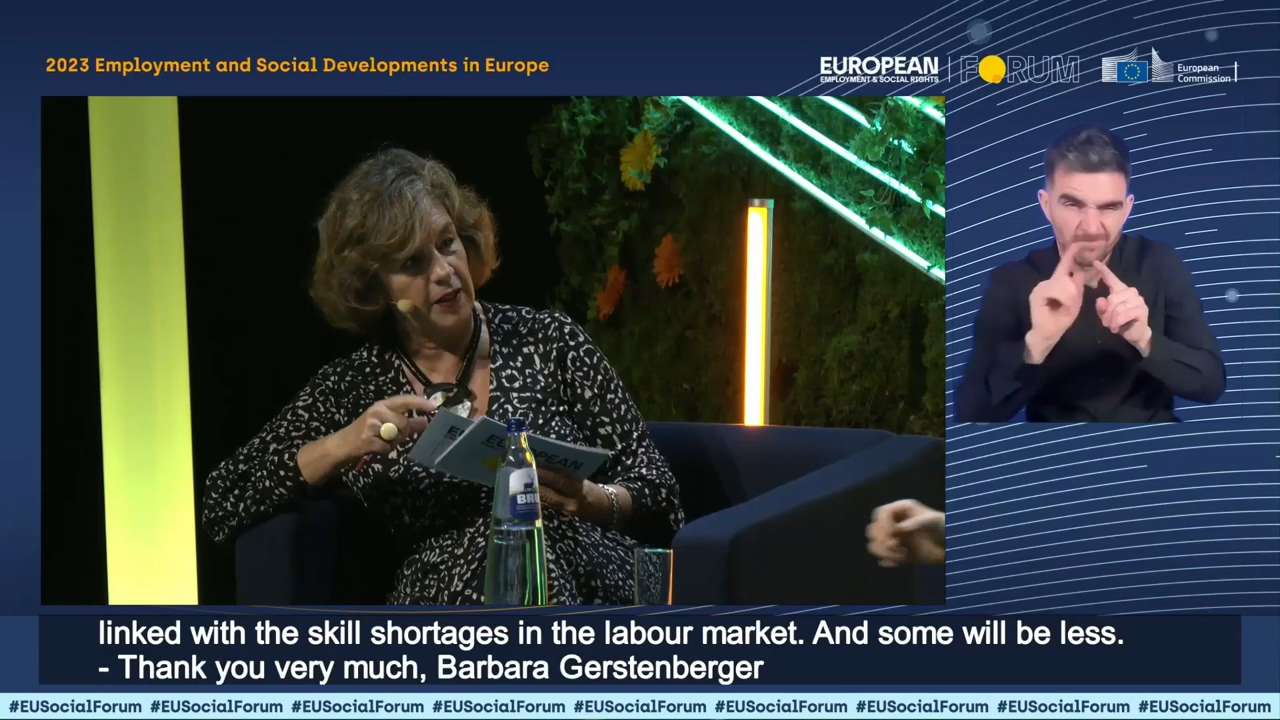 2023 Employment and Social Developments in Europe
EUROPEAN
EMPLOYMENT & SOCIAL RIGHTS
FORUM
European
Commission
EUROPEAN
linked with the skill shortages in the labour market. And some will be less.
- Thank you very much, Barbara Gerstenberger
#EUSocialForum #EUSocialForum #EUSocialForum #EUSocialForum #EUSocialForum #EUSocialForum #EUSocialForum #EUSocialForum #EUSocialForum